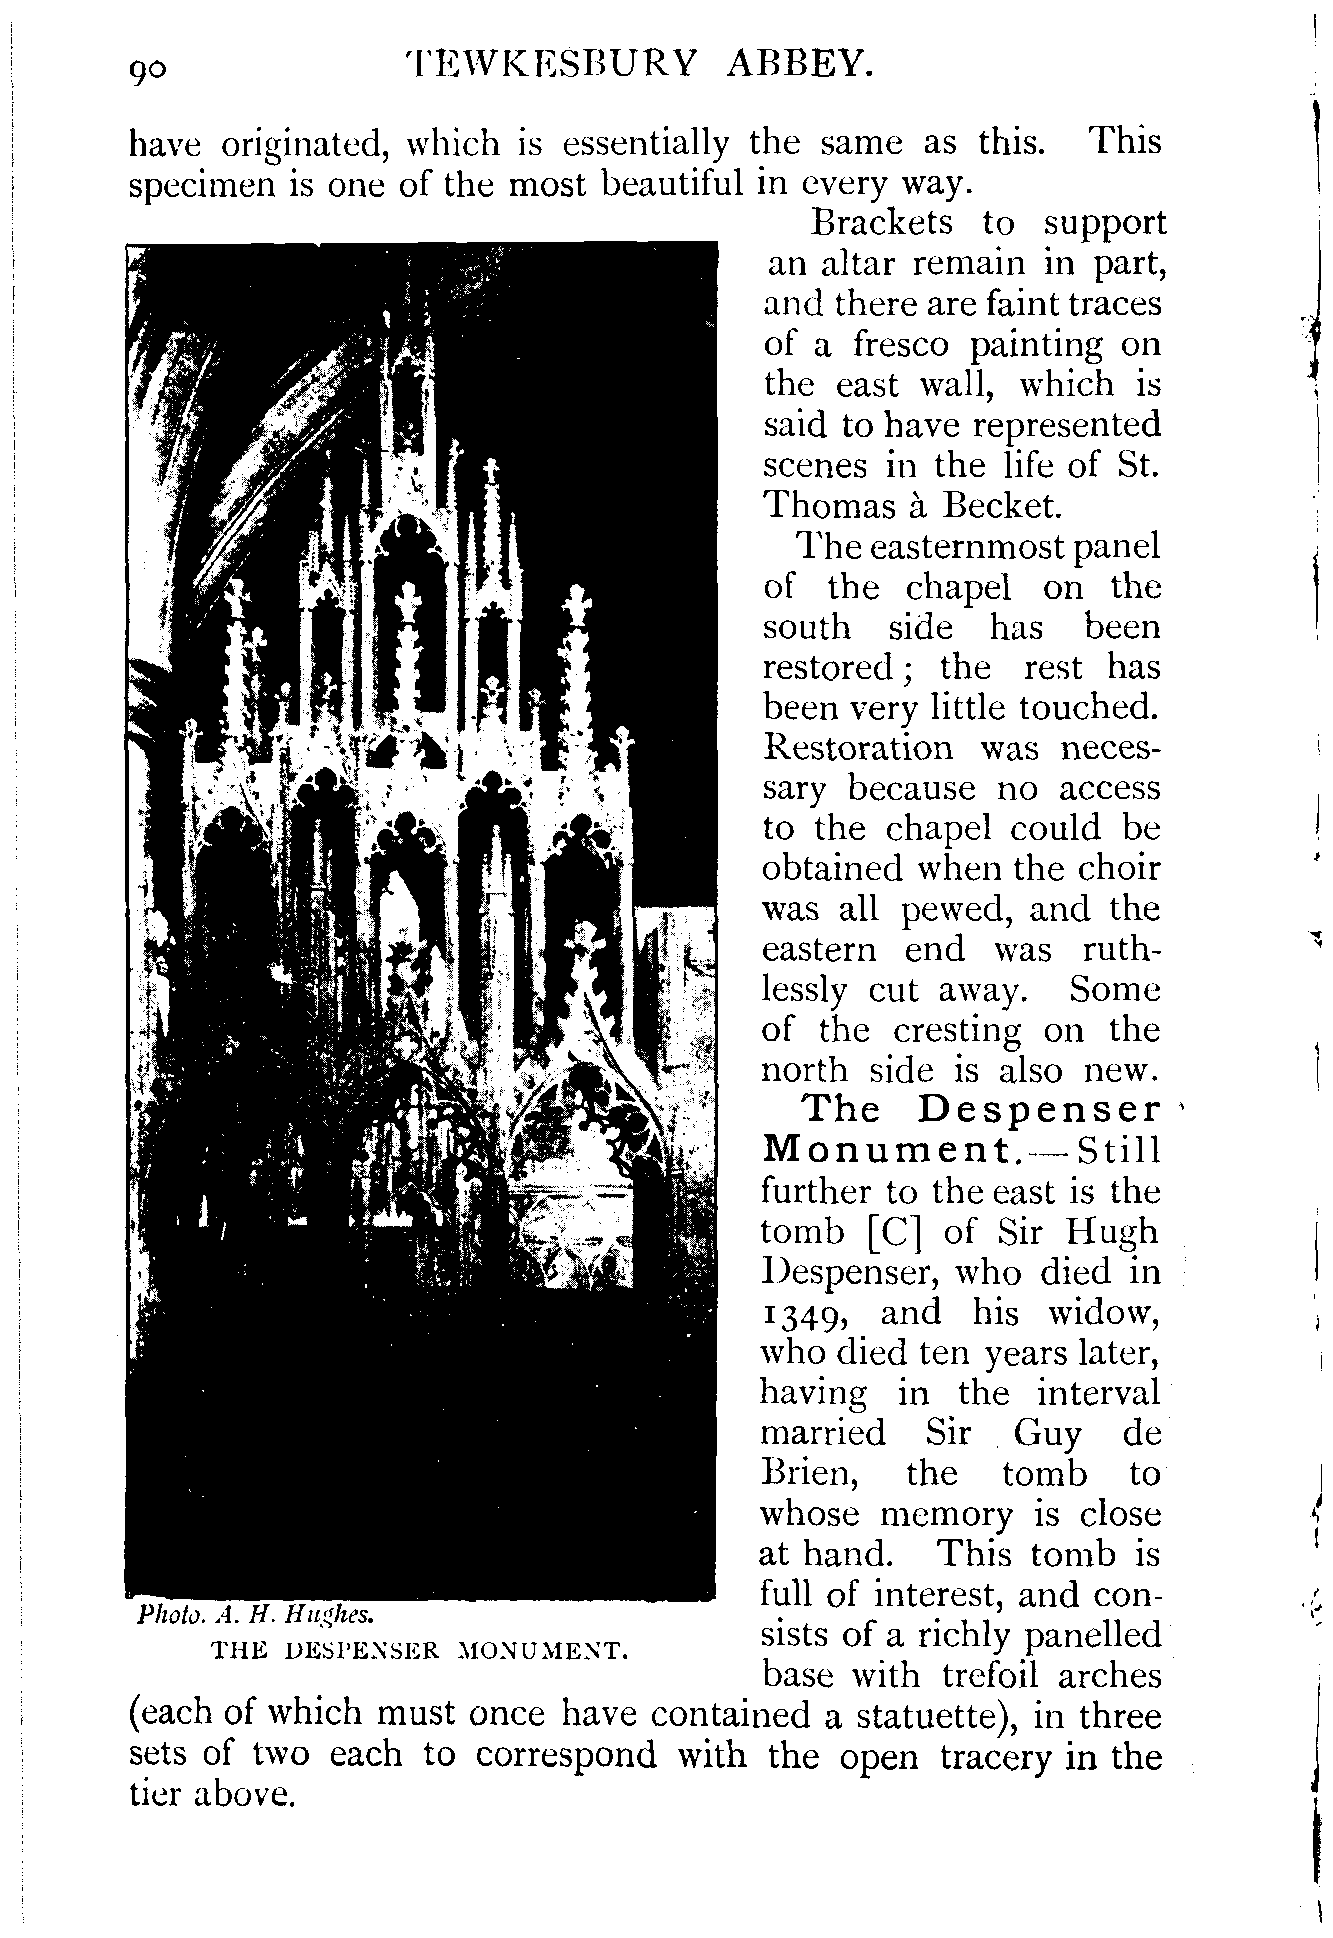 90 TEWKESBURY ABBEY.
have originated, which is essentially the same as this. This
specimen is one of the most beautiful in every way.
Brackets to support
an altar remain in part,
and there are faint traces
of a fresco painting on
the east wall, which is
said to have represented
scenes in the life of St.
Thomas à Becket.
The easternmost panel
of the chapel on the
south side has been
restored; the rest has
been very little touched.
Restoration was neces-
sary because no access
to the chapel could be
obtained when the choir
was all pewed, and the
eastern end was ruth-
lessly cut away. Some
of the cresting on the
north side is also new.
The Despenser
Monument.—Still
further to the east is the
tomb [C] of Sir Hugh
Despenser, who died in
1349, and his widow,
who died ten years later,
having in the interval
married Sir Guy de
Brien, the tomb to
whose memory is close
at hand. This tomb is
full of interest, and con-
sists of a richly panelled
base with trefoil arches
Photo. A. H. Hughes.
THE DESPENSER MONUMENT.
(each of which must once have contained a statuette), in three
sets of two each to correspond with the open tracery in the
tier above.